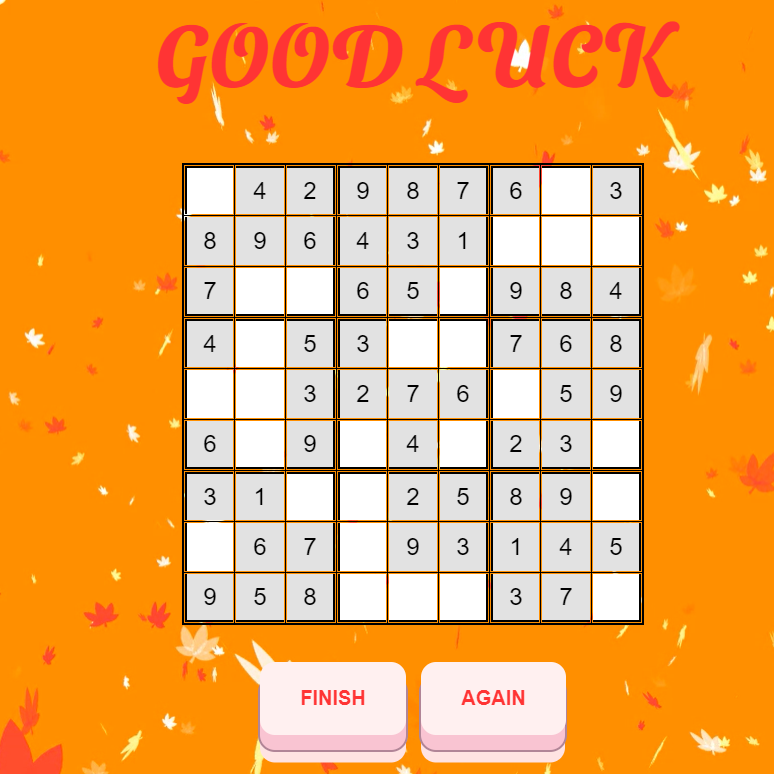 GOOD LUCK
4 2 9 8 7 6 3
8 9 6 4 3 1
7 6 5 9 8 4
4 5 3 7 6 8
3 2 7 6 5 9
6 9 4 2 3
3 1 2 5 8 9
6 7 9 3 1 4 5
9 5 8 3 7
FINISH AGAIN